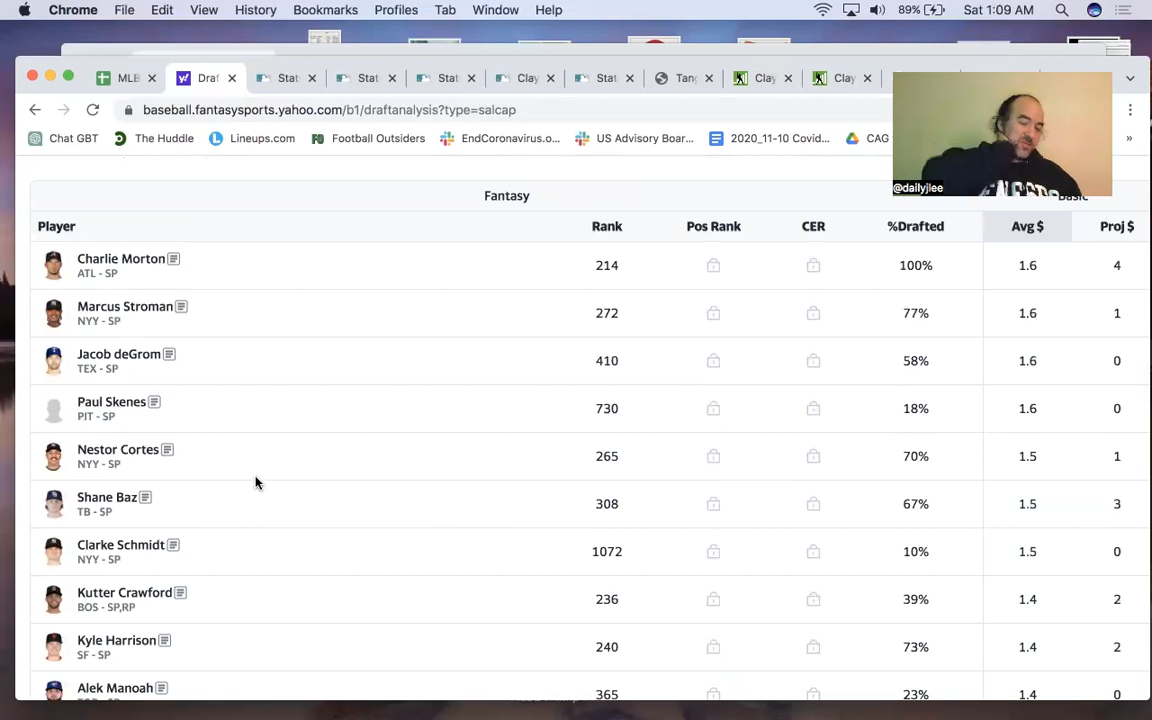 Chrome File Edit View History Bookmarks Profiles Tab Window Help 89% Sat 1:09 AM
MLB Draf Stat Stat Stat Clay Stat Tang Clay Clay
baseball.fantasysports.yahoo.com/b1/draftanalysis?type=salcap
Chat GBT The Huddle Lineups.com Football Outsiders EndCoronavirus.o... US Advisory Boar... 2020_11-10 Covid... CAG »
@dailyjlee
Fantasy Basic
Player Rank Pos Rank CER %Drafted Avg $ Proj $
Charlie Morton 214 100% 1.6 4
ATL - SP
Marcus Stroman 272 77% 1.6 1
NYY - SP
Jacob deGrom 410 58% 1.6 0
TEX - SP
Paul Skenes 730 18% 1.6 0
PIT - SP
Nestor Cortes 265 70% 1.5 1
NYY - SP
Shane Baz 308 67% 1.5 3
TB - SP
Clarke Schmidt 1072 10% 1.5 0
NYY - SP
Kutter Crawford 236 39% 1.4 2
BOS - SP,RP
Kyle Harrison 240 73% 1.4 2
SF - SP
Alek Manoah 365 23% 1.4 0